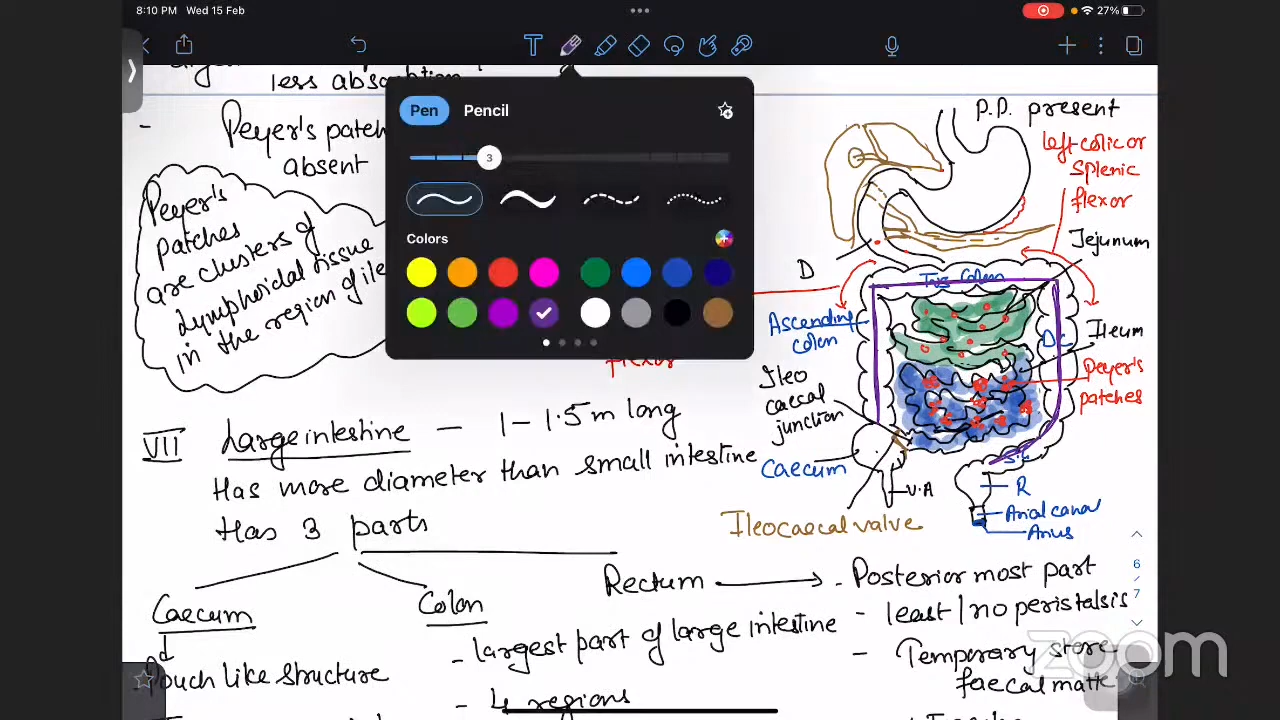 8:10 PM Wed 15 Feb
27%
less absorption
Pen
Pencil
3
Colors
- Peyer's patch
absent
Peyer's
patches
are clusters of
Lymphoidal tissue
in the region of ile
flexor
P.P. present
left colic or
splenic
flexor
Jejunum
D
Trs Colon
Ascending
colon
D.C
Ileum
Peyer's
patches
Ileo
caecal
junction
Caecum
V.A
Ileocaecal valve
R
Anal canal
Anus
VII Large intestine - 1-1.5m long
Has more diameter than small intestine
Has 3 parts
Caecum
Pouch like structure
Colon
- largest part of large intestine
- 4 regions
Rectum
- Posterior most part
- least/no peristalsis
- Temporary store
faecal matte
6
7
zoom